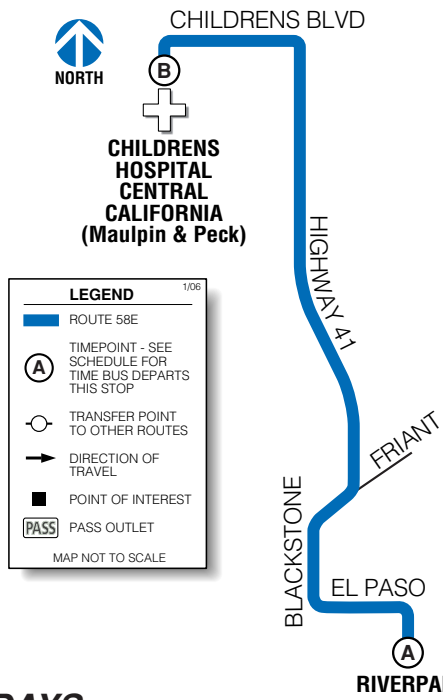 CHILDRENS BLVD
NORTH
B
CHILDRENS
HOSPITAL
CENTRAL
CALIFORNIA
(Maulpin & Peck)
HIGHWAY 41
1/06
LEGEND
ROUTE 58E
A
TIMEPOINT - SEE
SCHEDULE FOR
TIME BUS DEPARTS
THIS STOP
TRANSFER POINT
TO OTHER ROUTES
DIRECTION OF
TRAVEL
POINT OF INTEREST
PASS PASS OUTLET
MAP NOT TO SCALE
FRIANT
BLACKSTONE
EL PASO
A